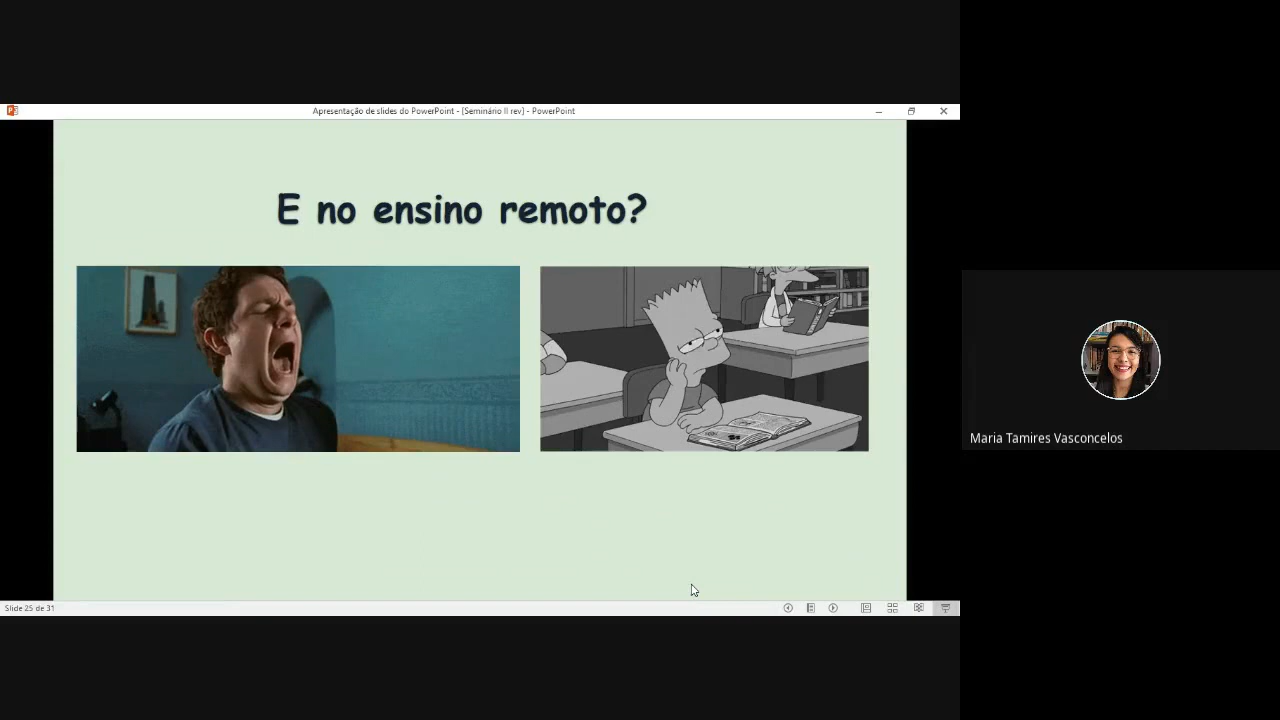 Apresentação de slides do PowerPoint - [Seminário II rev] - PowerPoint
E no ensino remoto?
Maria Tamires Vasconcelos
Slide 25 de 31